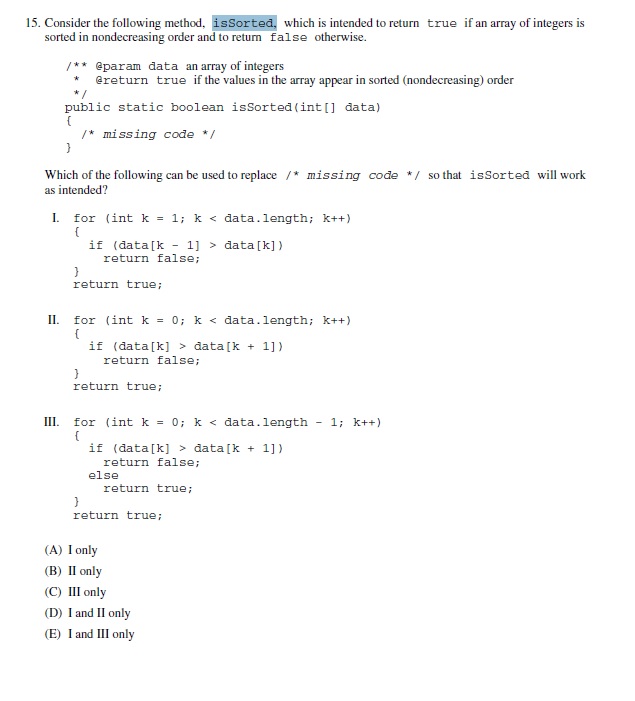 15. Consider the following method, isSorted, which is intended to return true if an array of integers is
sorted in nondecreasing order and to return false otherwise.
/** @param data an array of integers
* @return true if the values in the array appear in sorted (nondecreasing) order
*/
public static boolean isSorted(int[] data)
{
/* missing code */
}
Which of the following can be used to replace /* missing code */ so that isSorted will work
as intended?
I. for (int k = 1; k < data.length; k++)
{
if (data[k - 1] > data[k])
return false;
}
return true;
II. for (int k = 0; k < data.length; k++)
{
if (data[k] > data[k + 1])
return false;
}
return true;
III. for (int k = 0; k < data.length - 1; k++)
{
if (data[k] > data[k + 1])
return false;
else
return true;
}
return true;
(A) I only
(B) II only
(C) III only
(D) I and II only
(E) I and III only